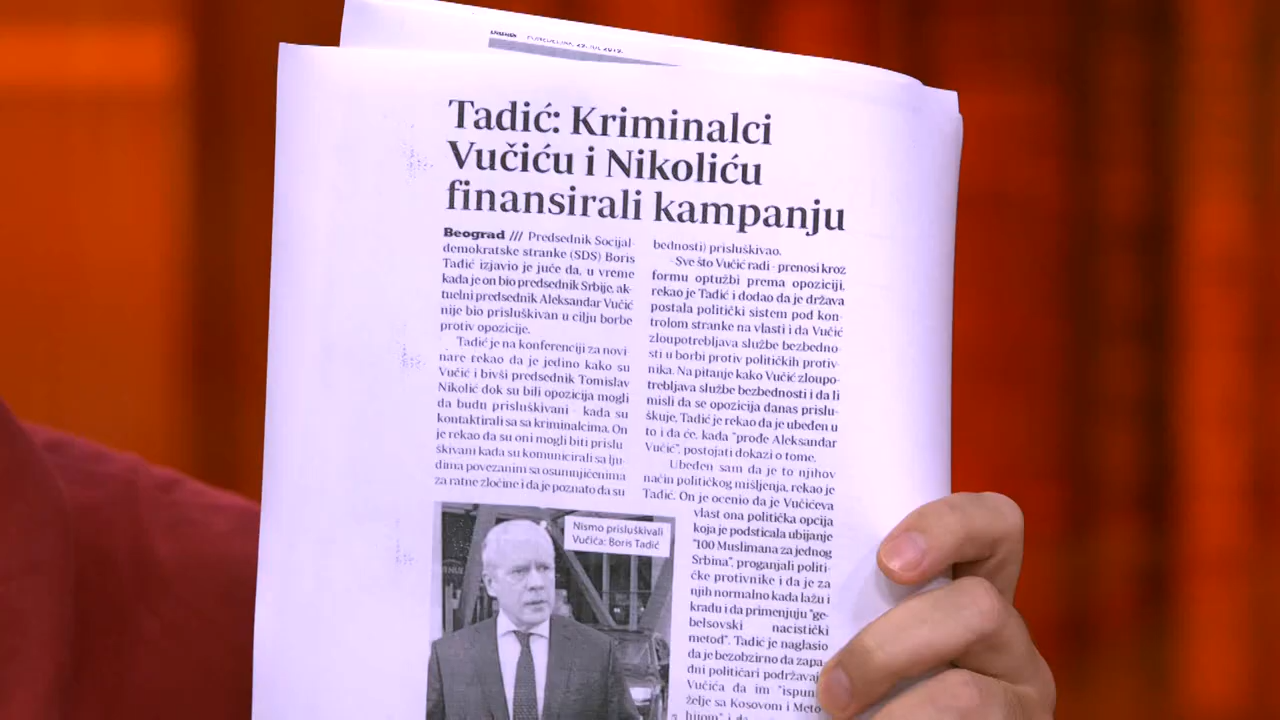 PONEDELJAK, 22. JUL 2019.
Tadić: Kriminalci
Vučiću i Nikoliću
finansirali kampanju
Beograd /// Predsednik Socijal-
demokratske stranke (SDS) Boris
Tadić izjavio je juče da, u vreme
kada je on bio predsednik Srbije, ak-
tuelni predsednik Aleksandar Vučić
nije bio prisluškivan u cilju borbe
protiv opozicije.
Tadić je na konferenciji za novi
nare rekao da je jedino kako su
Vučić i bivši predsednik Tomislav
Nikolić dok su bili opozicija mogli
da budu prisluškivani - kada su
kontaktirali sa sa kriminalcima. On
je rekao da su oni mogli biti prislu
škivani kada su komunicirali sa lju-
dima povezanim sa osumnjičenima
za ratne zločine i da je poznato da su
Nismo prisluškivali
Vučića: Boris Tadić
bednosti) prisluškivao.
- Sve što Vučić radi - prenosi kroz
formu optužbi prema opoziciji,
rekao je Tadić i dodao da je država
postala politički sistem pod kon-
trolom stranke na vlasti i da Vučić
zloupotrebljava službe bezbedno-
sti u borbi protiv političkih protiv-
nika. Na pitanje kako Vučić zloupo-
trebljava službe bezbednosti i da li
misli da se opozicija danas prislu-
škuje, Tadić je rekao da je ubeđen u
to i da će, kada "prođe Aleksandar
Vučić", postojati dokazi o tome.
Ubeđen sam da je to njihov
način političkog mišljenja, rekao je
Tadić. On je ocenio da je Vučićeva
vlast ona politička opcija
koja je podsticala ubijanje
"100 Muslimana za jednog
Srbina", proganjali politi-
čke protivnike i da je za
njih normalno kada lažu i
kradu i da primenjuju "ge-
belsovski nacistički
metod". Tadić je naglasio
da je bezobzirno da zapa-
dni političari podržavaj
Vučića da im "ispun
želje sa Kosovom i Meto
hijom" i d